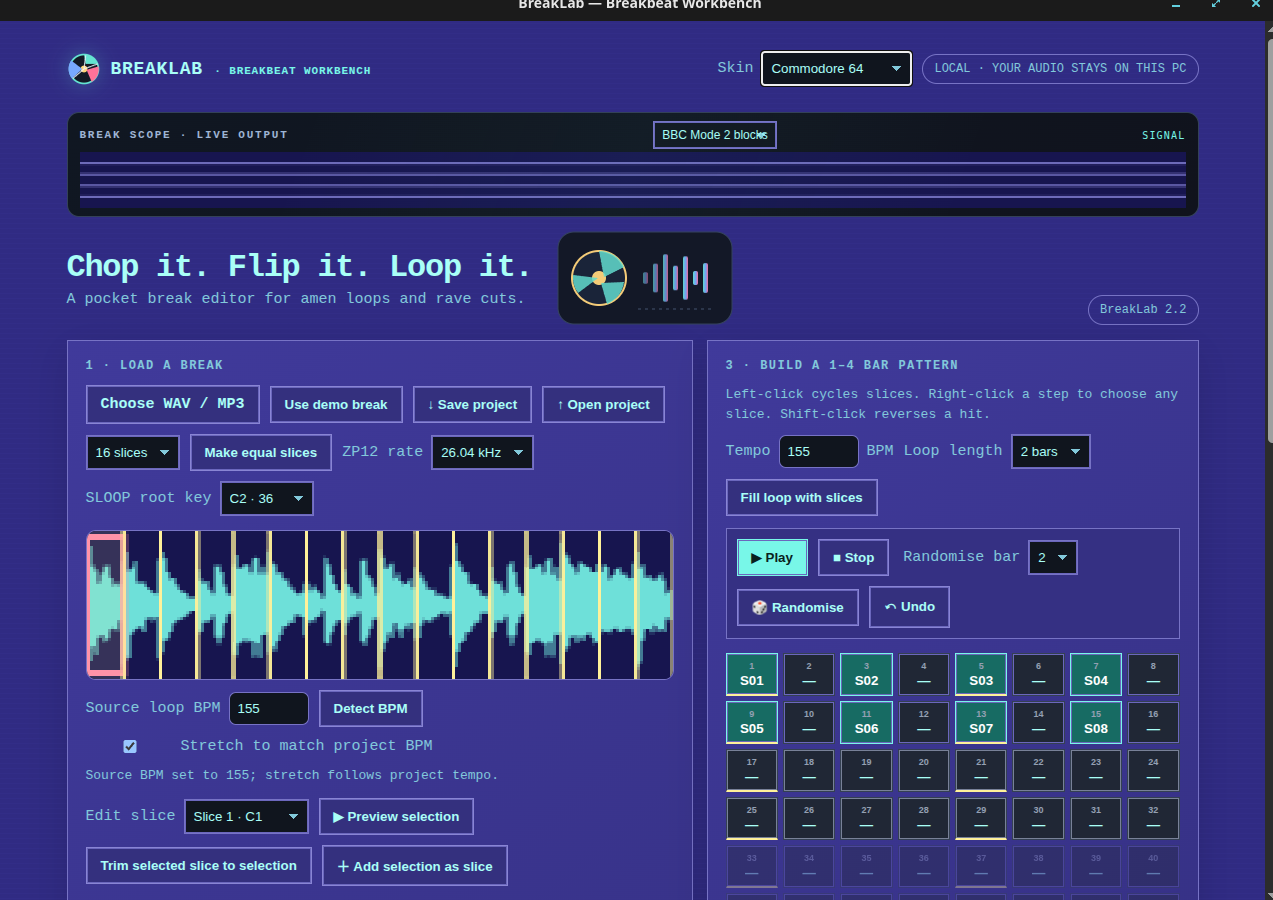 BreakLab — Breakbeat Workbench
BREAKLAB · BREAKBEAT WORKBENCH
Skin Commodore 64 LOCAL · YOUR AUDIO STAYS ON THIS PC
BREAK SCOPE · LIVE OUTPUT BBC Mode 2 blocks SIGNAL
Chop it. Flip it. Loop it.
A pocket break editor for amen loops and rave cuts.
BreakLab 2.2
1 · LOAD A BREAK
Choose WAV / MP3 Use demo break ↓ Save project ↑ Open project
16 slices Make equal slices ZP12 rate 26.04 kHz
SLOOP root key C2 · 36
Source loop BPM 155 Detect BPM
Stretch to match project BPM
Source BPM set to 155; stretch follows project tempo.
Edit slice Slice 1 · C1 ▶ Preview selection
Trim selected slice to selection + Add selection as slice
3 · BUILD A 1–4 BAR PATTERN
Left-click cycles slices. Right-click a step to choose any
slice. Shift-click reverses a hit.
Tempo 155 BPM Loop length 2 bars
Fill loop with slices
▶ Play ■ Stop Randomise bar 2
🎲 Randomise ↶ Undo
1 2 3 4 5 6 7 8
S01 — S02 — S03 — S04 —
9 10 11 12 13 14 15 16
S05 — S06 — S07 — S08 —
17 18 19 20 21 22 23 24
— — — — — — — —
25 26 27 28 29 30 31 32
— — — — — — — —
33 34 35 36 37 38 39 40
— — — — — — — —